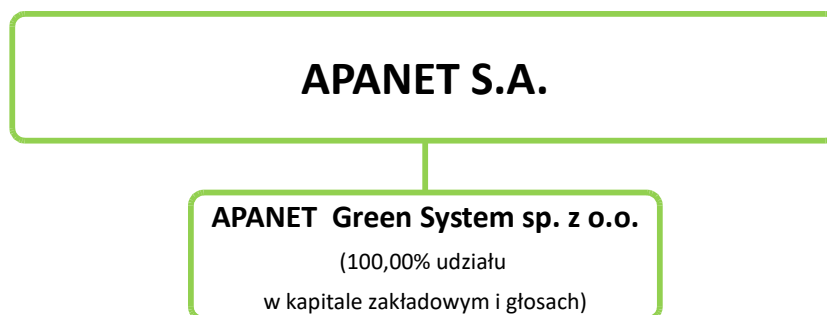 APANET S.A.
APANET Green System sp. z o.o.
(100,00% udziału
w kapitale zakładowym i głosach)